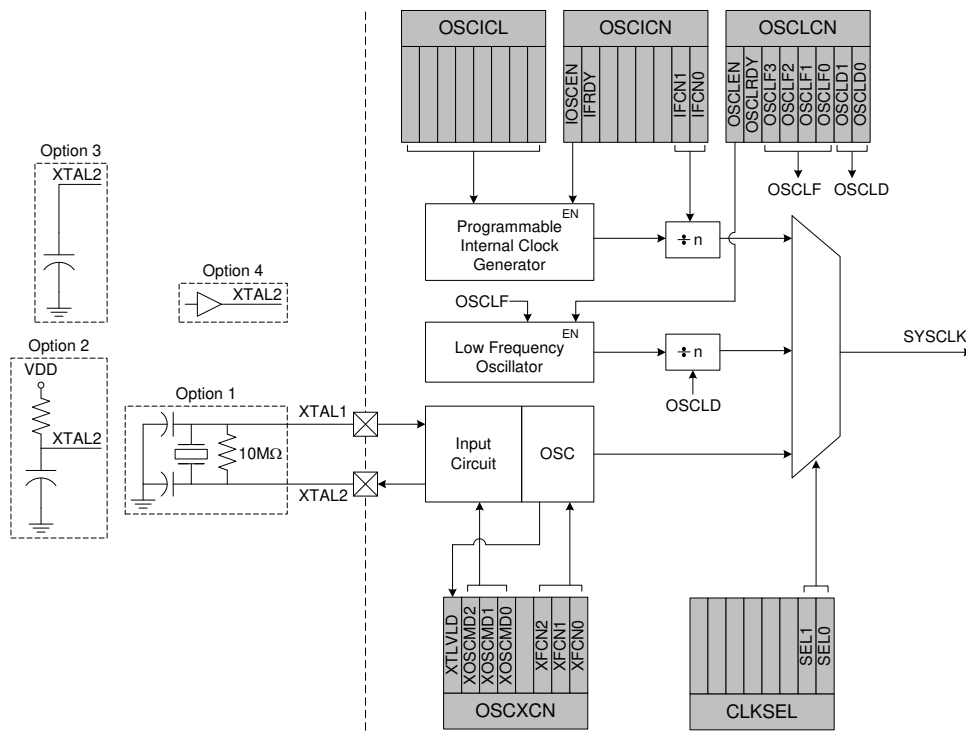 OSCICL
OSCICN
IOSCEN
IFRDY
IFCN1
IFCN0
OSCLCN
OSCLEN
OSCLRDY
OSCLF3
OSCLF2
OSCLF1
OSCLF0
OSCLD1
OSCLD0
OSCLF
OSCLD
Option 3
XTAL2
Option 4
XTAL2
EN
Programmable
Internal Clock
Generator
÷ n
OSCLF
EN
Low Frequency
Oscillator
÷ n
OSCLD
SYSCLK
Option 2
VDD
XTAL2
Option 1
10MΩ
XTAL1
XTAL2
Input
Circuit
OSC
XTLVLD
XOSCMD2
XOSCMD1
XOSCMD0
XFCN2
XFCN1
XFCN0
OSCXCN
SEL1
SEL0
CLKSEL